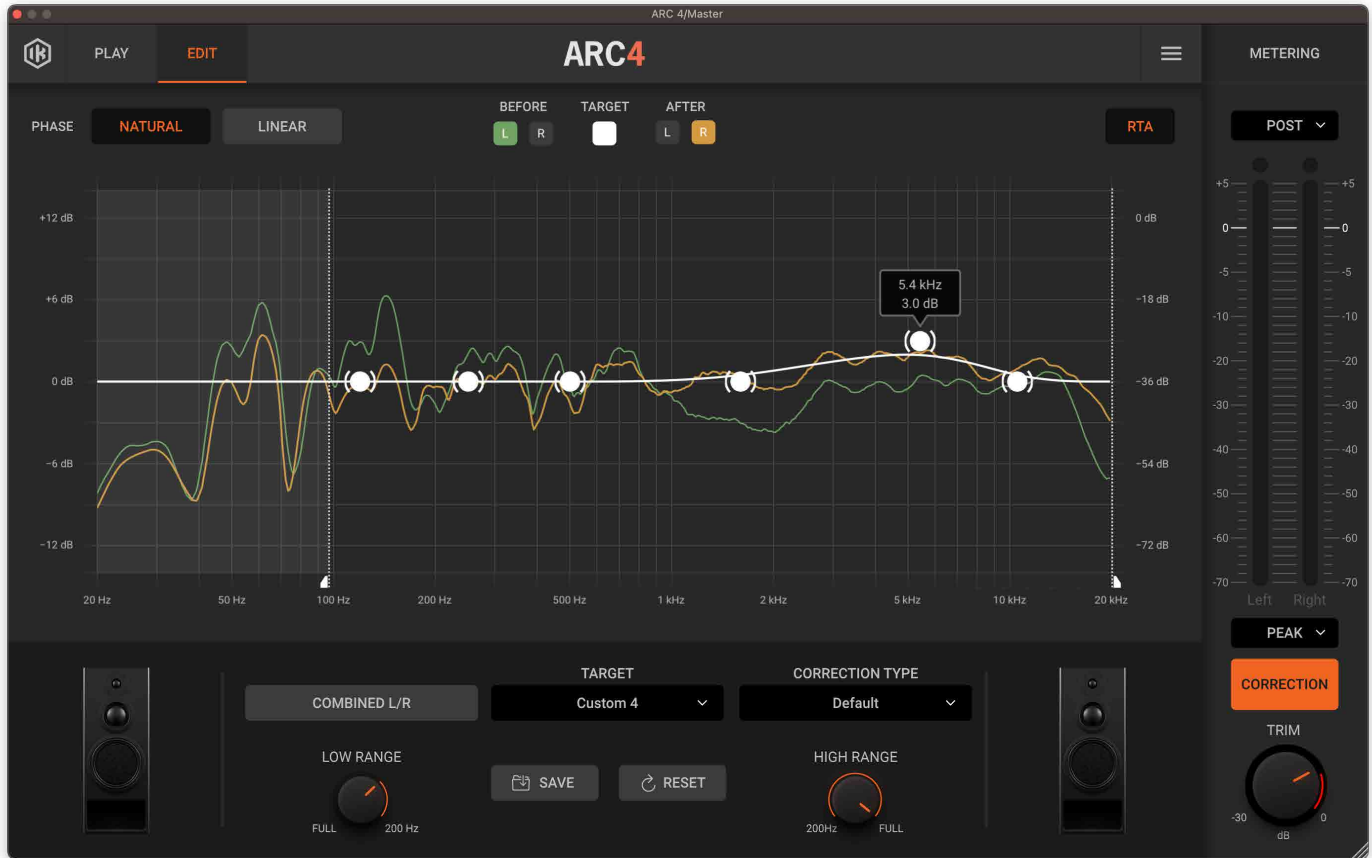 ARC 4/Master
PLAY
EDIT
ARC4
METERING
PHASE
NATURAL
LINEAR
BEFORE
TARGET
AFTER
L
R
L
R
RTA
POST
+12 dB
+6 dB
0 dB
−6 dB
−12 dB
0 dB
−18 dB
−36 dB
−54 dB
−72 dB
5.4 kHz
3.0 dB
20 Hz
50 Hz
100 Hz
200 Hz
500 Hz
1 kHz
2 kHz
5 kHz
10 kHz
20 kHz
+5
0
-5
-10
-20
-30
-40
-50
-60
-70
+5
0
-5
-10
-20
-30
-40
-50
-60
-70
Left
Right
PEAK
CORRECTION
TRIM
-30
0
dB
COMBINED L/R
TARGET
Custom 4
CORRECTION TYPE
Default
LOW RANGE
FULL
200 Hz
SAVE
RESET
HIGH RANGE
200Hz
FULL